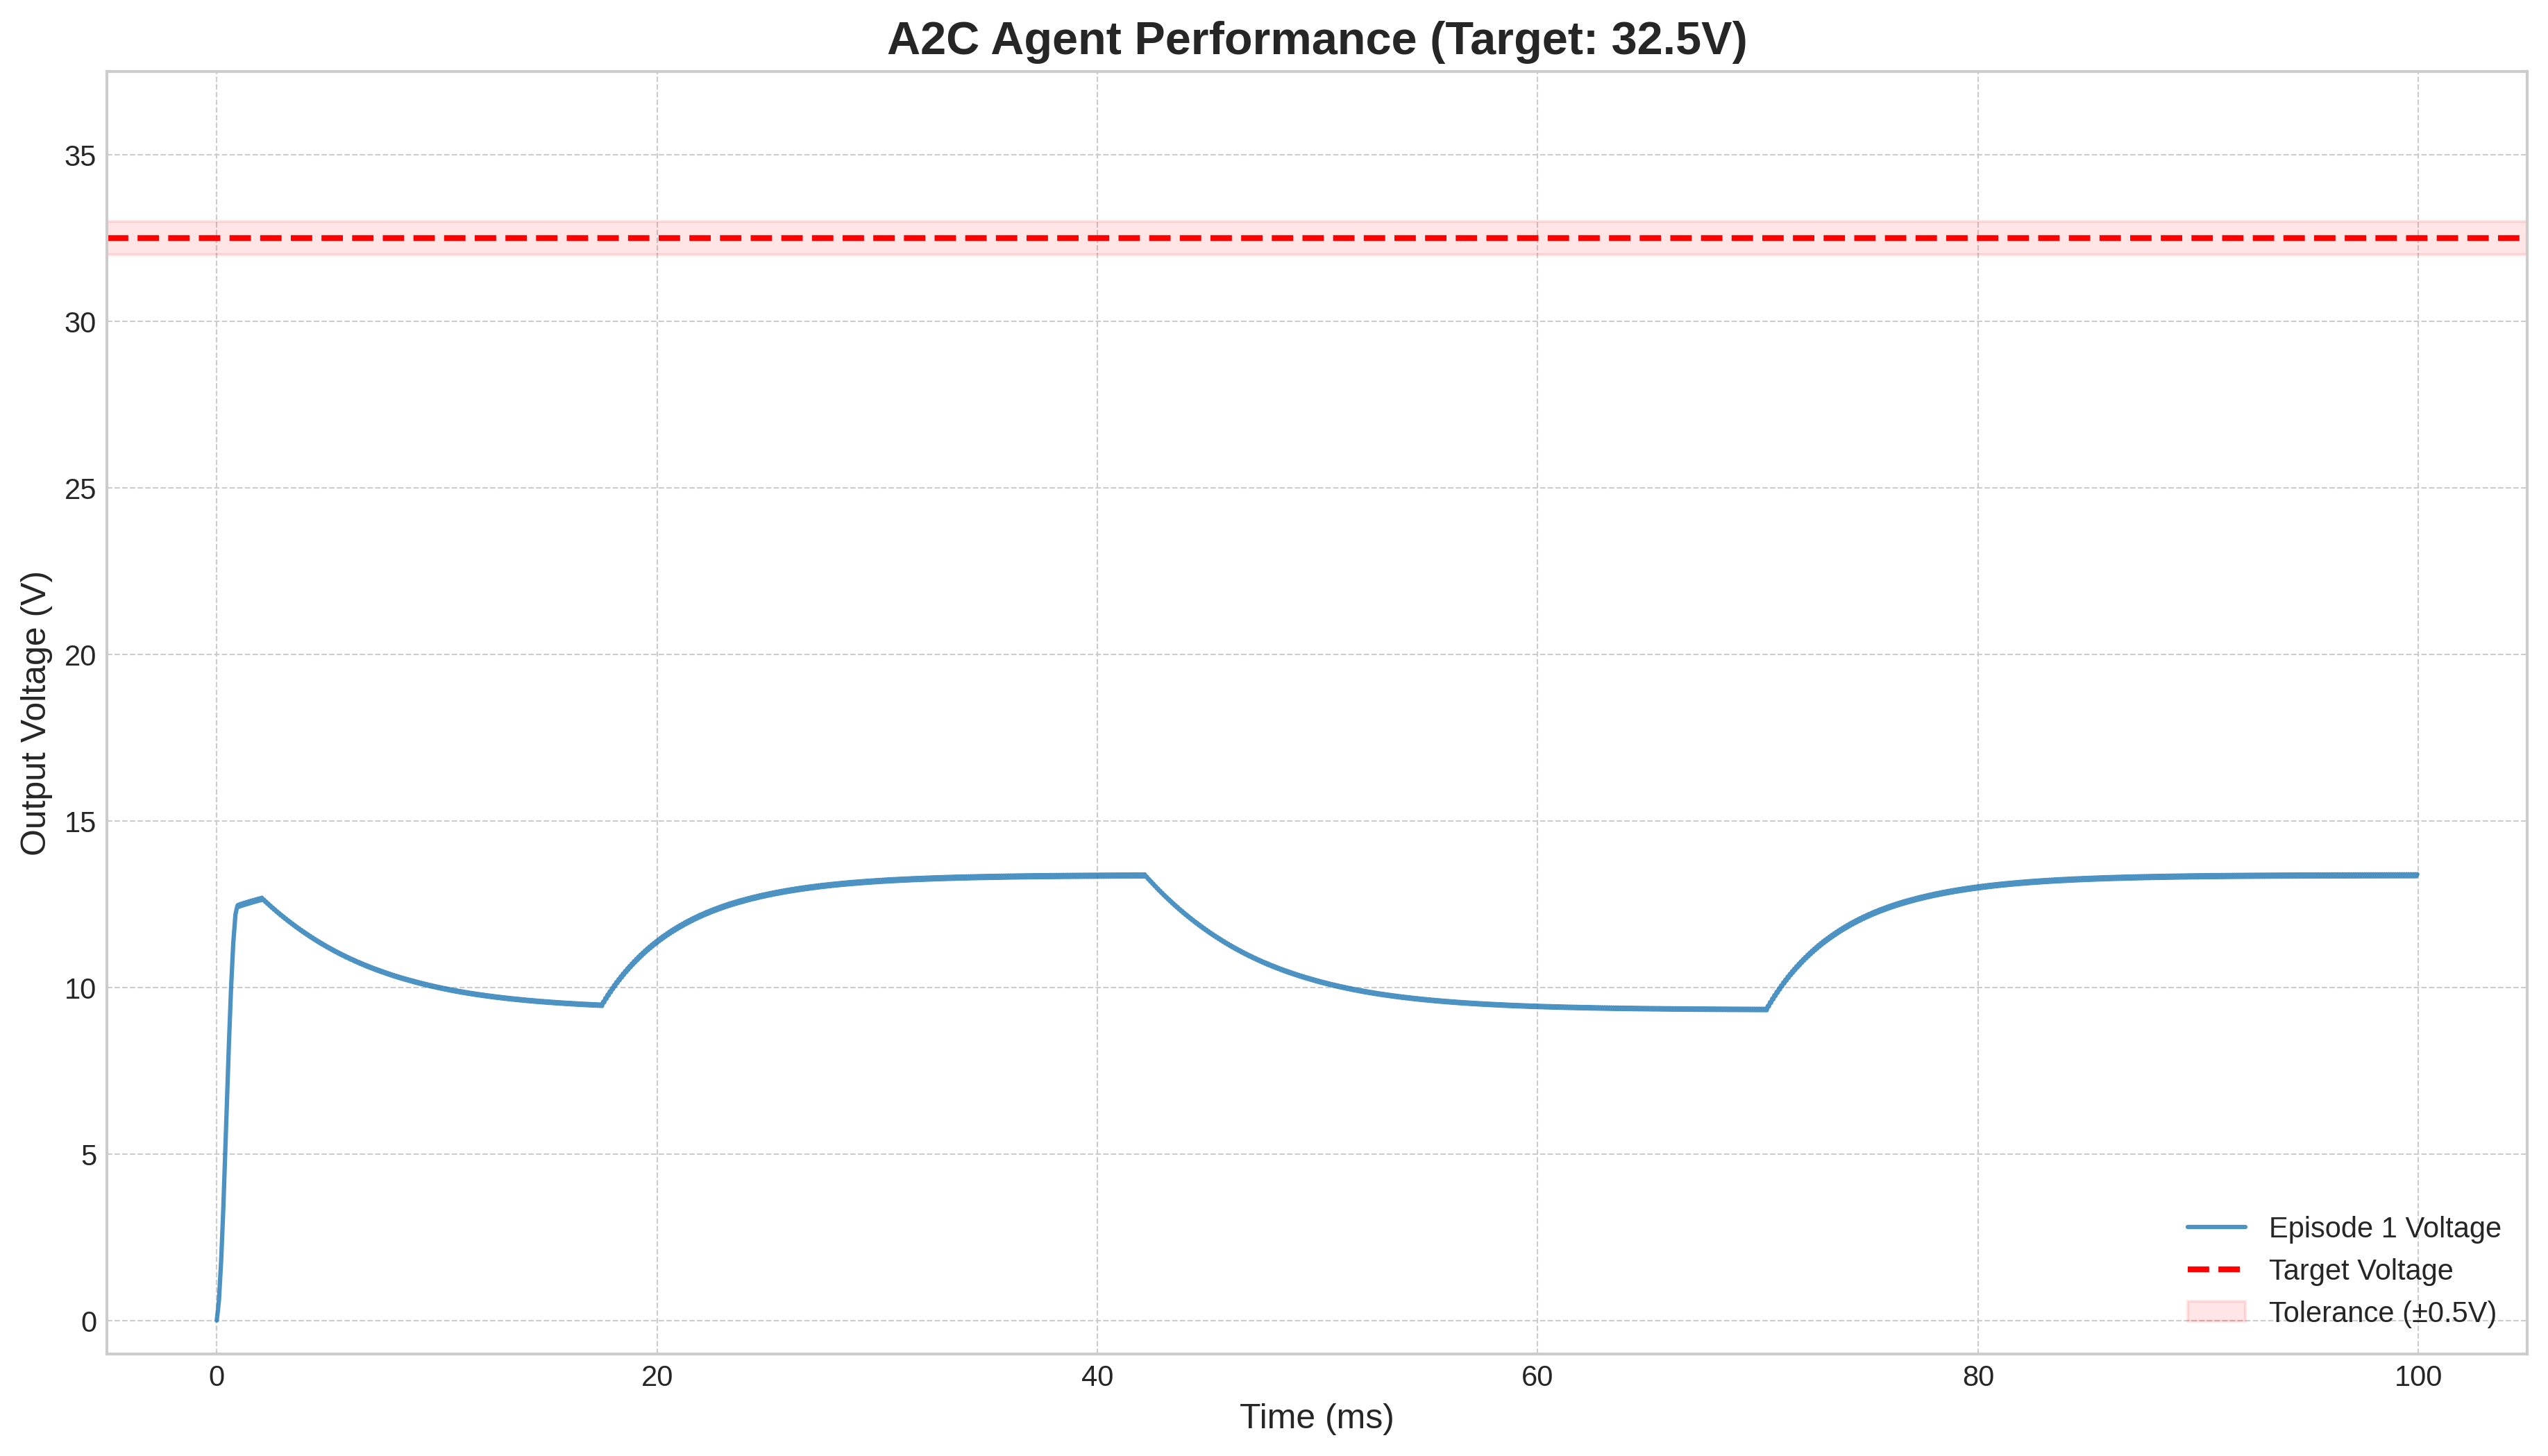 A2C Agent Performance (Target: 32.5V)
Output Voltage (V)
35
30
25
20
15
10
5
0
0 20 40 60 80 100
Time (ms)
Episode 1 Voltage
Target Voltage
Tolerance (±0.5V)